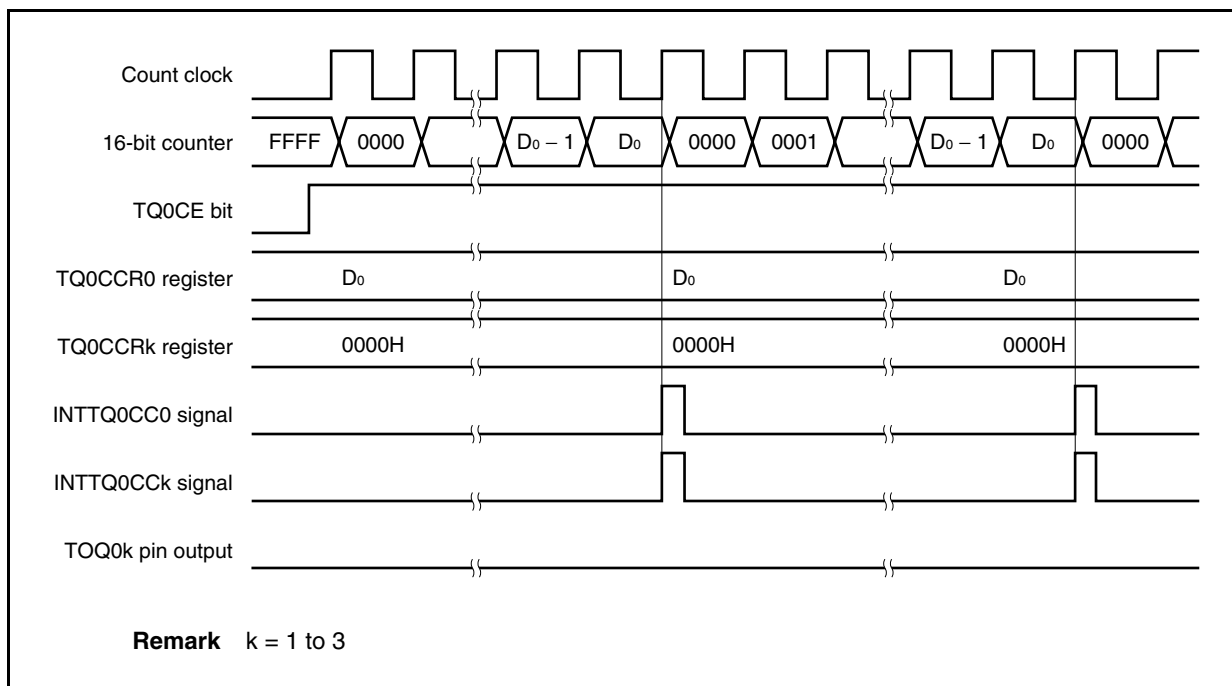 Count clock
16-bit counter FFFF 0000 D₀ − 1 D₀ 0000 0001 D₀ − 1 D₀ 0000
TQ0CE bit
TQ0CCR0 register D₀ D₀ D₀
TQ0CCRk register 0000H 0000H 0000H
INTTQ0CC0 signal
INTTQ0CCk signal
TOQ0k pin output
Remark k = 1 to 3